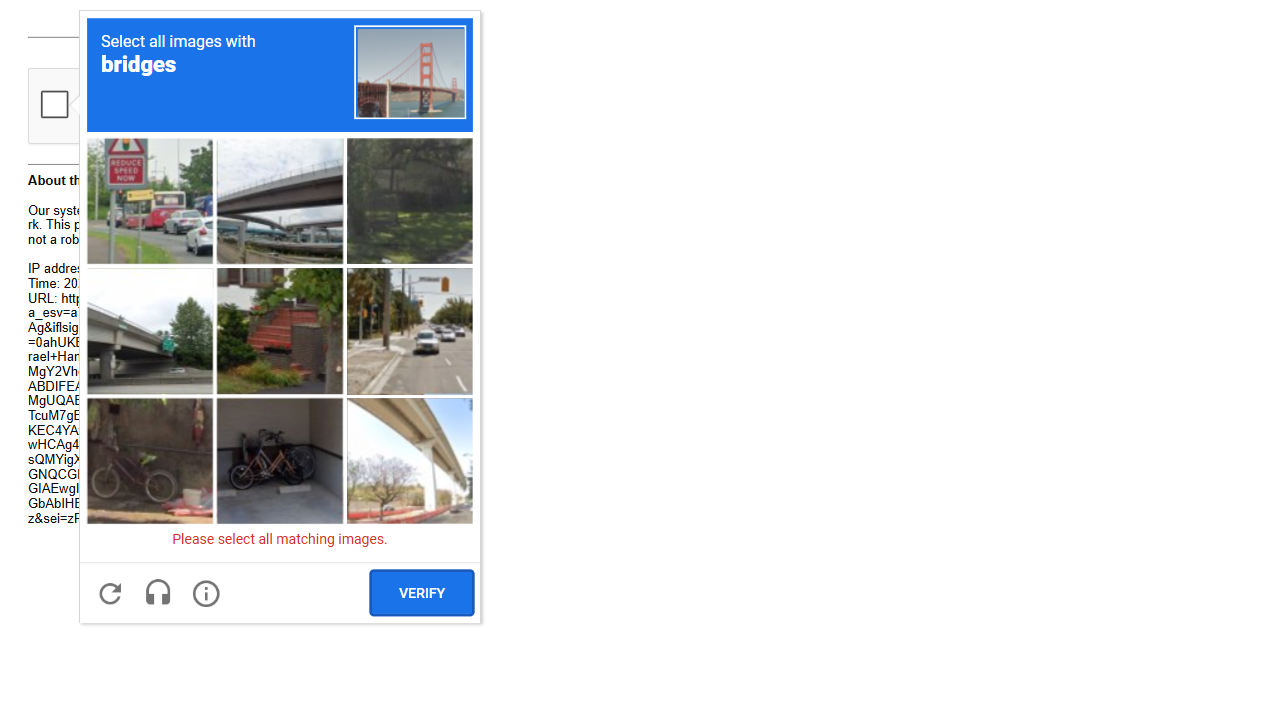 Select all images with
bridges
REDUCE
SPEED
NOW
About th
Our syste
rk. This p
not a rob
IP addres
Time: 20
URL: http
a_esv=a
Ag&iflsig
=0ahUKE
rael+Har
MgY2Vh
ABDIFEA
MgUQAB
TcuM7gE
KEC4YA
wHCAg4
sQMYigX
GNQCGI
GIAEwgI
GbAbIHB
z&sei=zF
Please select all matching images.
VERIFY